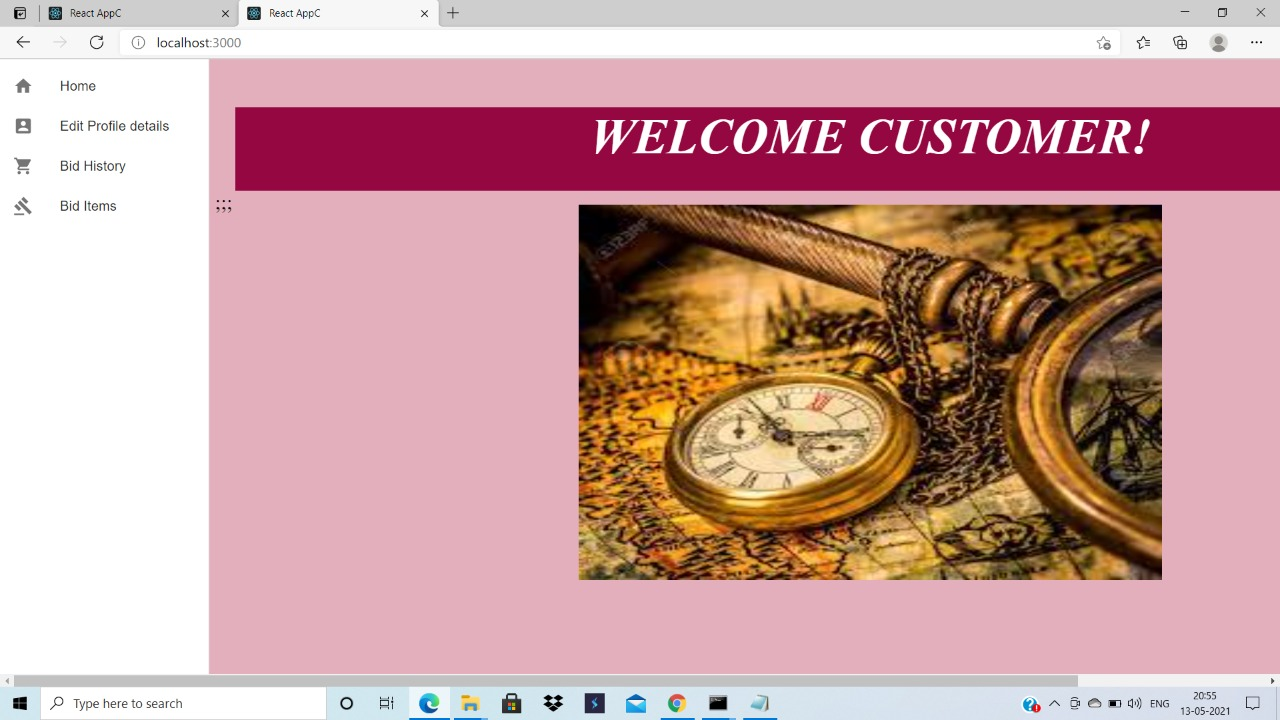 React AppC
React AppC
localhost:3000
Home
Edit Profile details
Bid History
Bid Items
WELCOME CUSTOMER!
;;;
Type here to search
ENG
20:55
13-05-2021